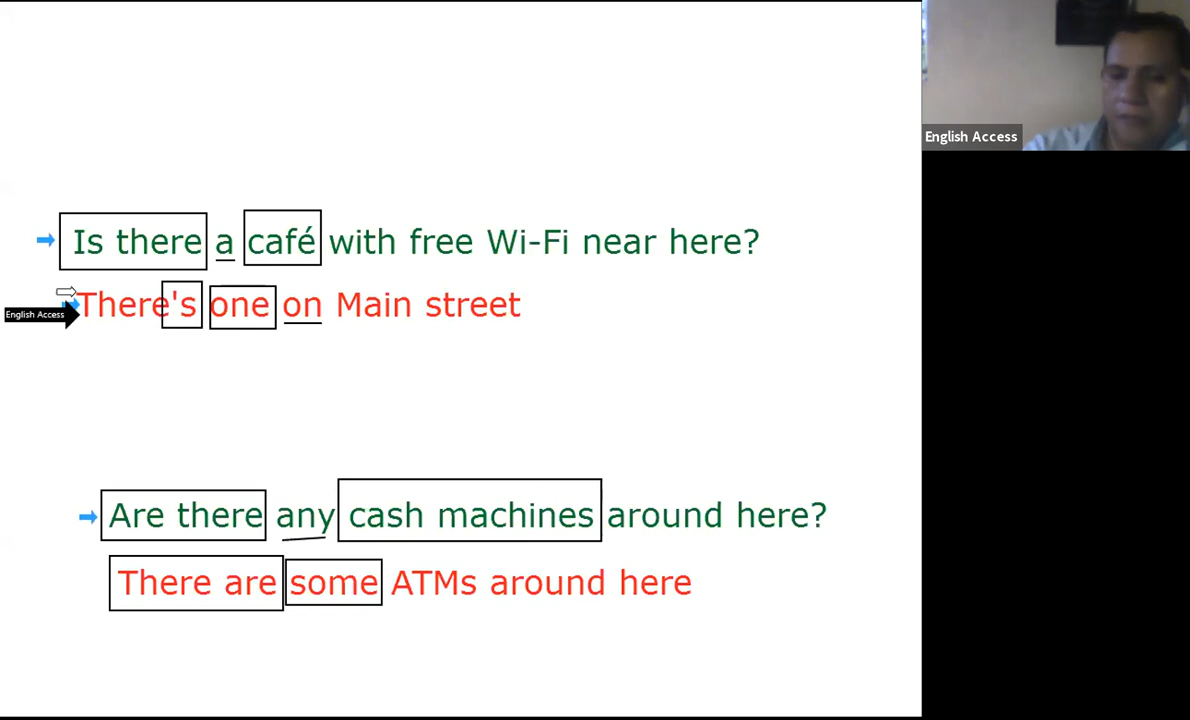 English Access
Is there a café with free Wi-Fi near here?
There's one on Main street
English Access
Are there any cash machines around here?
There are some ATMs around here